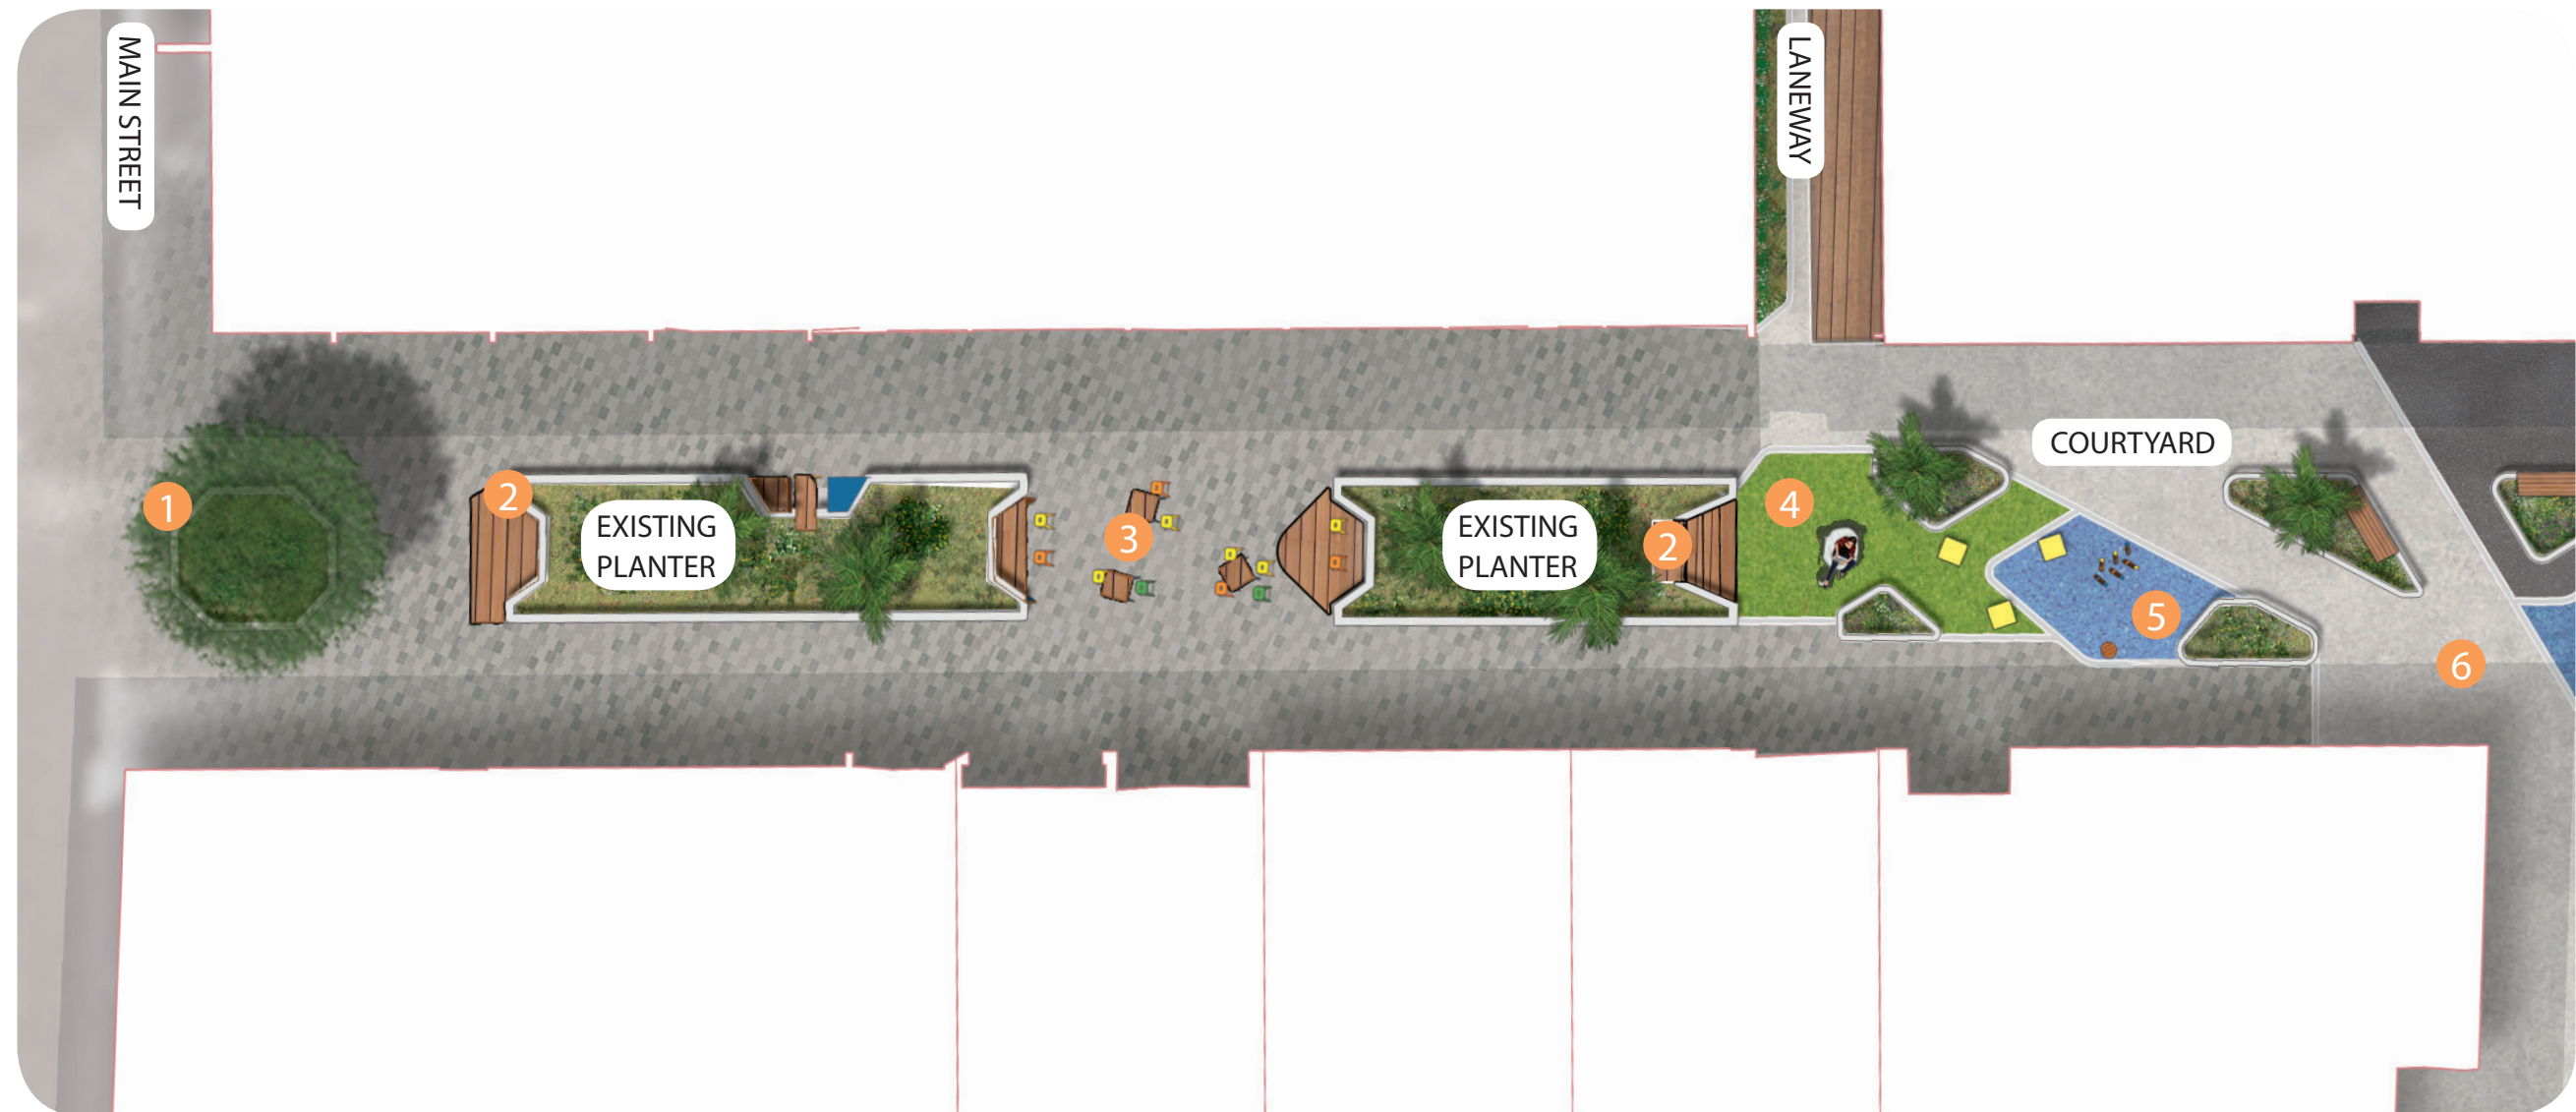 MAIN STREET
LANEWAY
COURTYARD
1
2
EXISTING
PLANTER
3
EXISTING
PLANTER
2
4
5
6